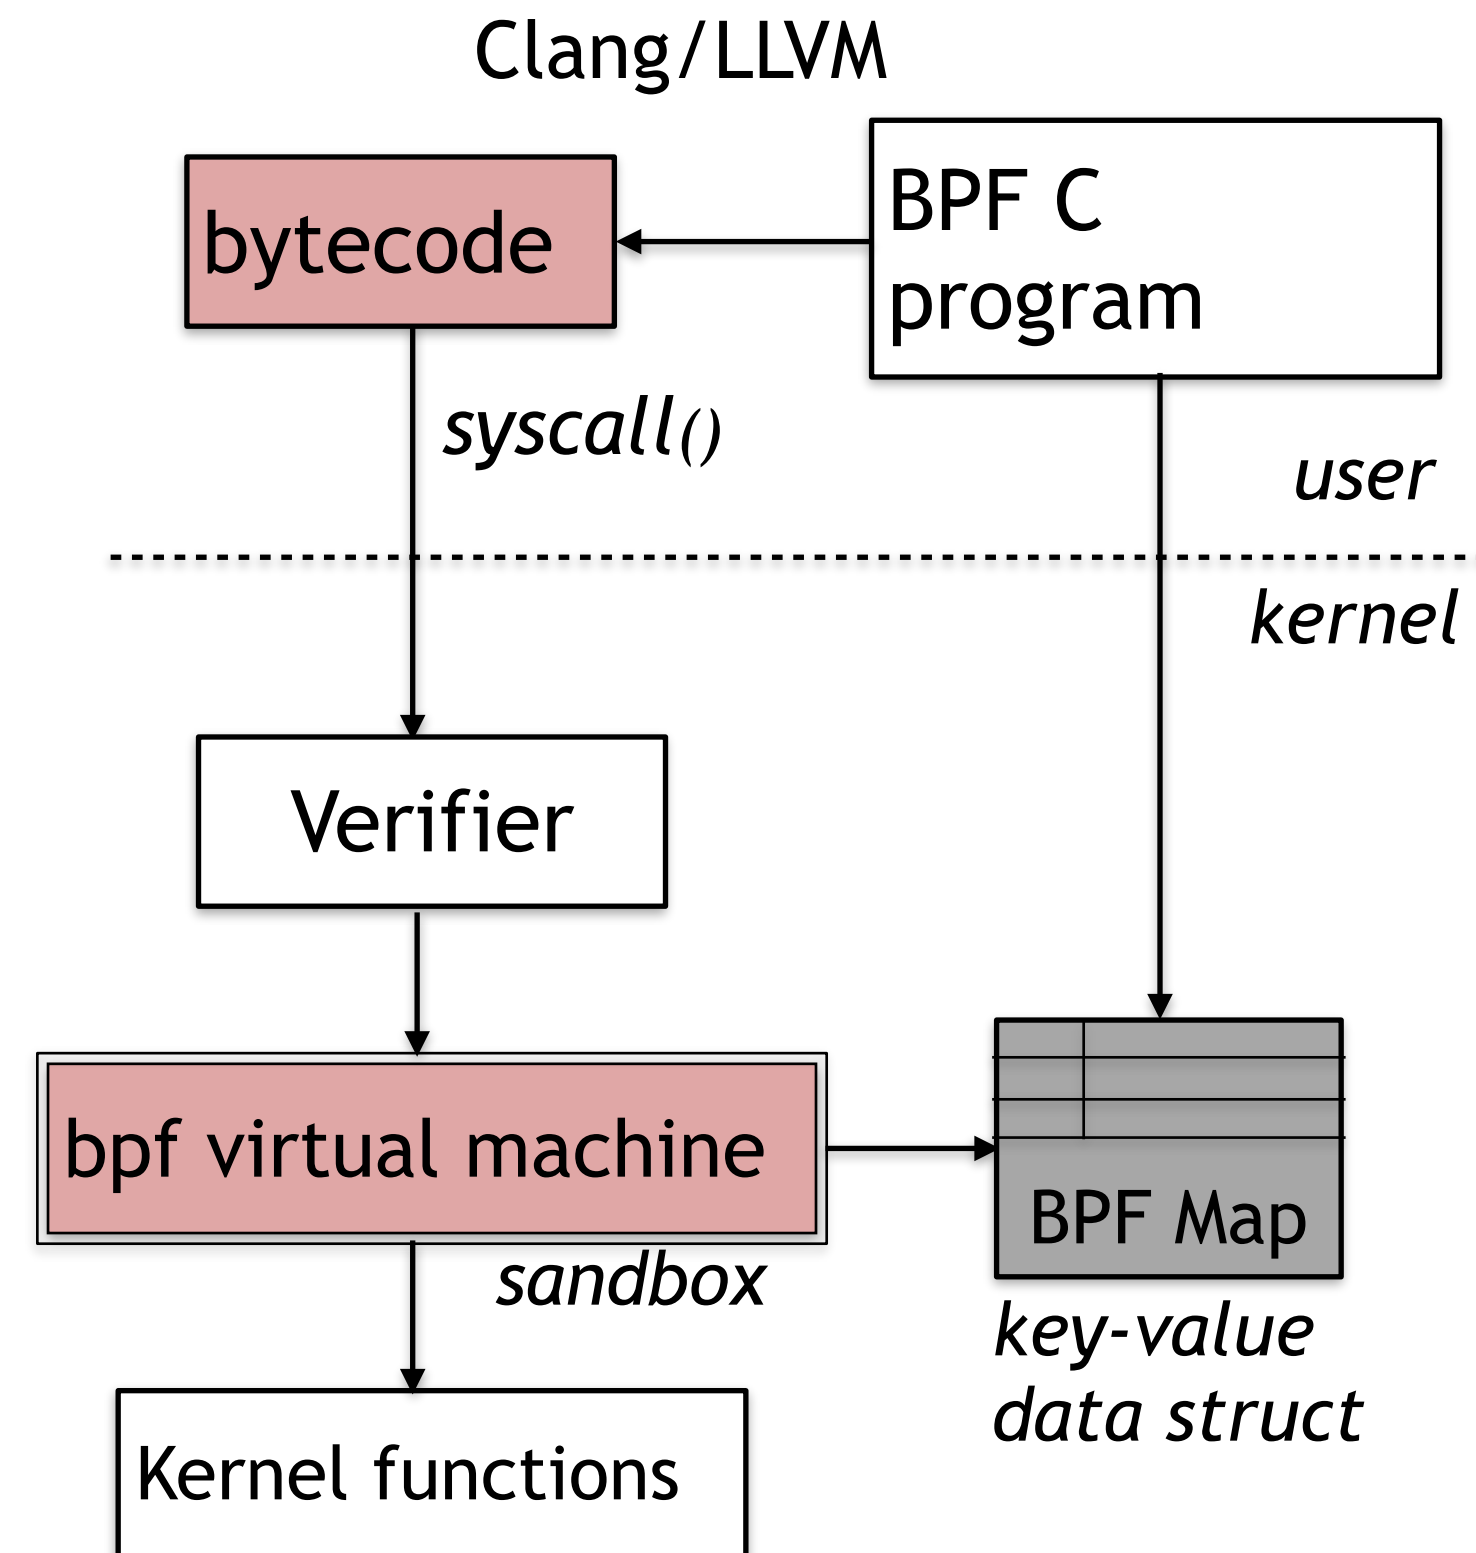 Clang/LLVM
bytecode
BPF C
program
syscall()
user
kernel
Verifier
bpf virtual machine
sandbox
BPF Map
key-value
data struct
Kernel functions